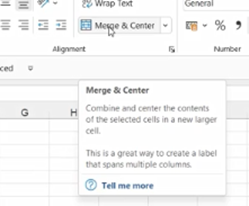 Wrap Text
General
Merge & Center
%
Alignment
Number
ced
Merge & Center
G
H
Combine and center the contents
of the selected cells in a new larger
cell.
This is a great way to create a label
that spans multiple columns.
Tell me more